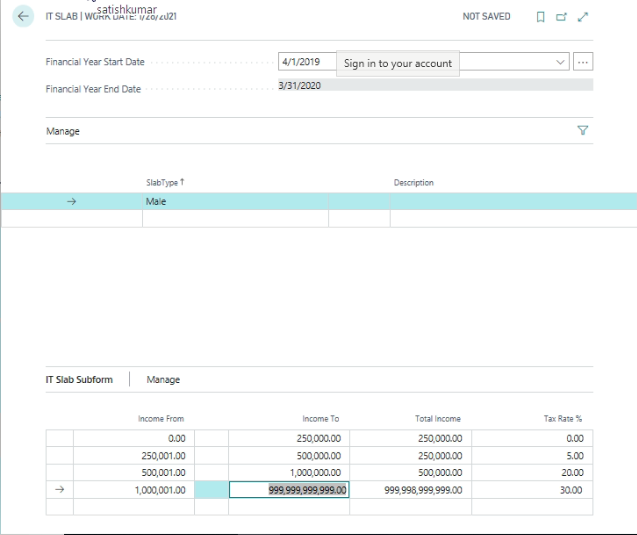 satishkumar
IT SLAB | WORK DATE: 1/28/2021 NOT SAVED
Financial Year Start Date 4/1/2019 Sign in to your account
Financial Year End Date 3/31/2020
Manage
SlabType ↑ Description
→ Male
IT Slab Subform Manage
Income From Income To Total Income Tax Rate %
0.00 250,000.00 250,000.00 0.00
250,001.00 500,000.00 250,000.00 5.00
500,001.00 1,000,000.00 500,000.00 20.00
→ 1,000,001.00 999,999,999,999.00 999,998,999,999.00 30.00